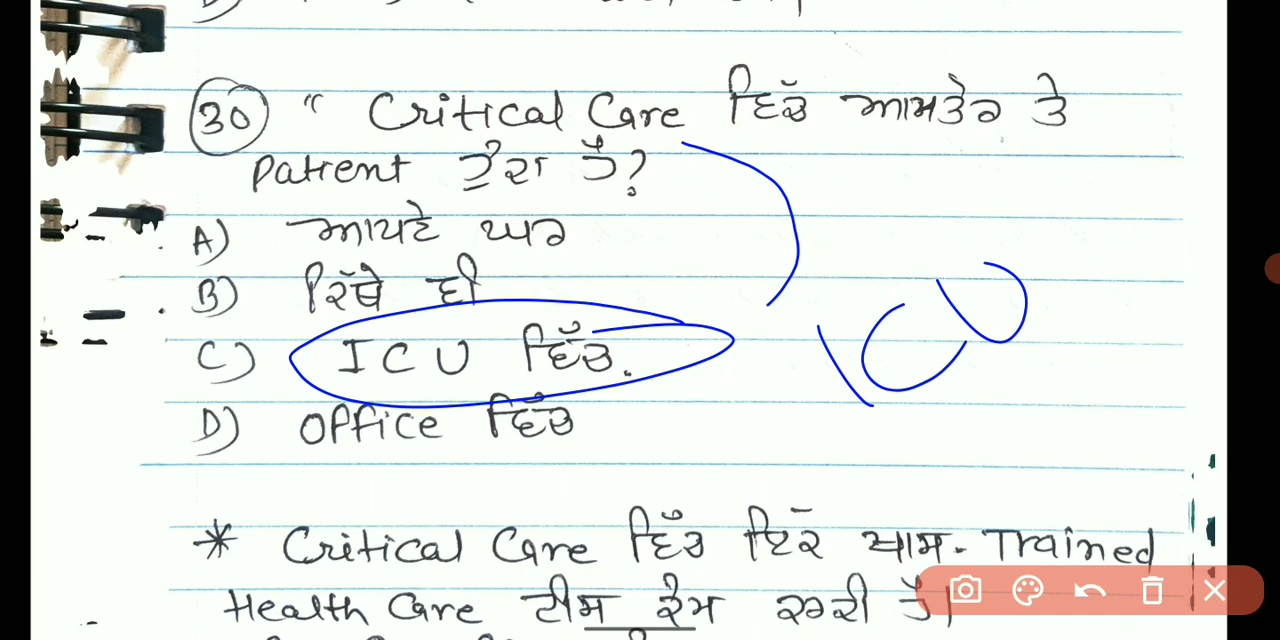 30 " Critical Care ਵਿੱਚ ਆਮਤੌਰ ਤੇ
Patient ਹੁੰਦਾ ਹੈ?
A) ਆਪਣੇ ਘਰ
B) ਕਿੱਥੇ ਵੀ
C) ICU ਵਿੱਚ.
ICU
D) Office ਵਿੱਚ
* Critical Care ਵਿੱਚ ਇੱਕ ਖਾਸ - Trained
Health Care ਟੀਮ ਕੰਮ ਕਰਦੀ ਹੈ।